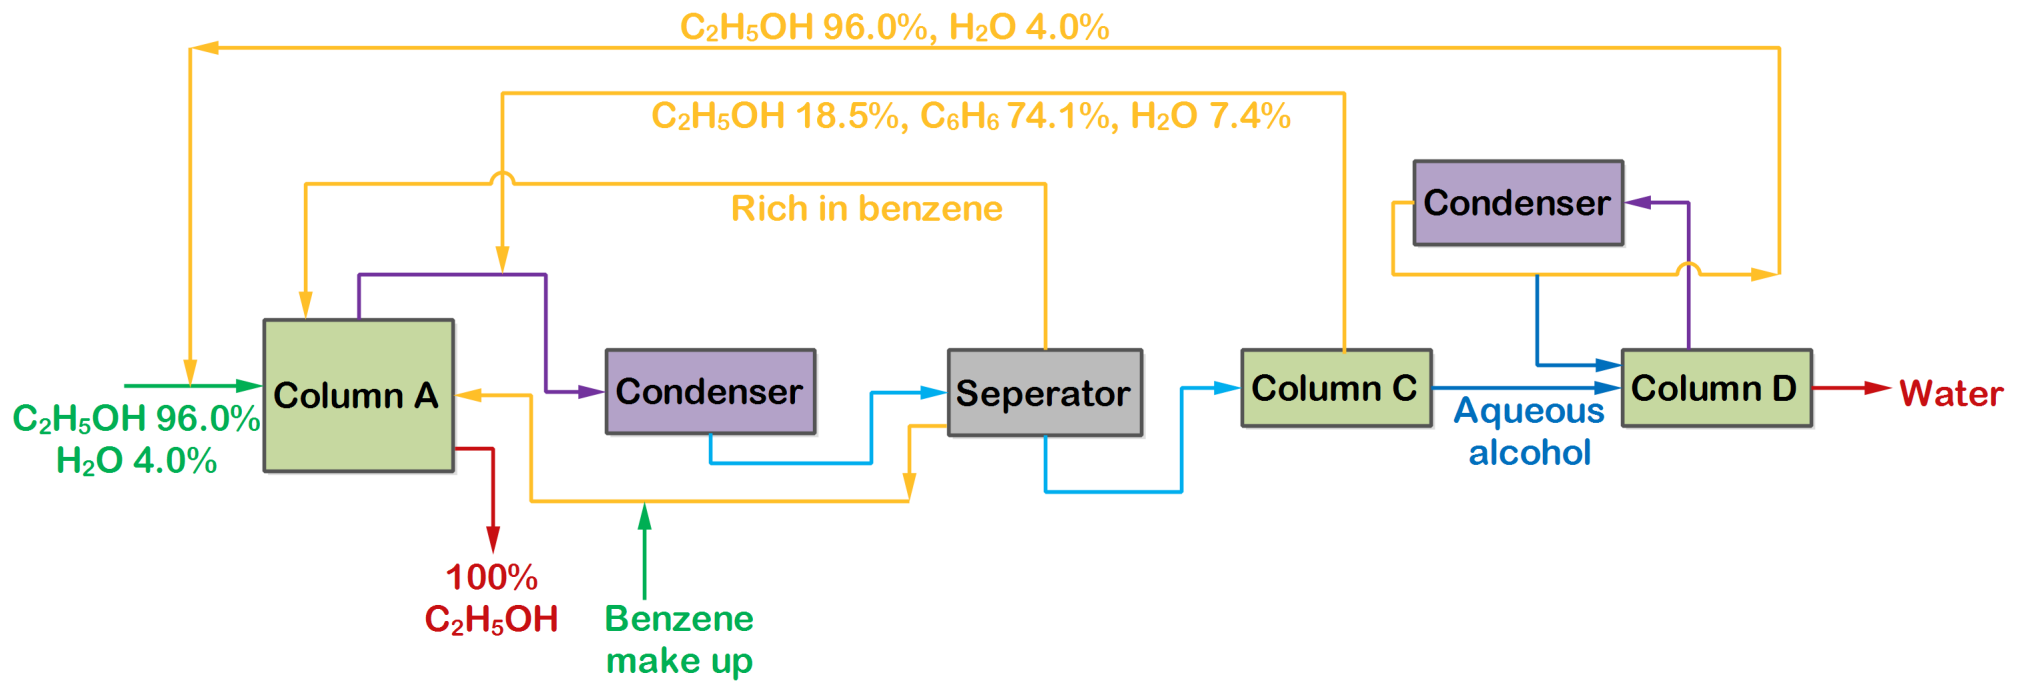 C₂H₅OH 96.0%, H₂O 4.0%
C₂H₅OH 18.5%, C₆H₆ 74.1%, H₂O 7.4%
Rich in benzene
Condenser
Column A
Condenser
Seperator
Column C
Column D
Water
C₂H₅OH 96.0%
H₂O 4.0%
Aqueous
alcohol
100%
C₂H₅OH
Benzene
make up